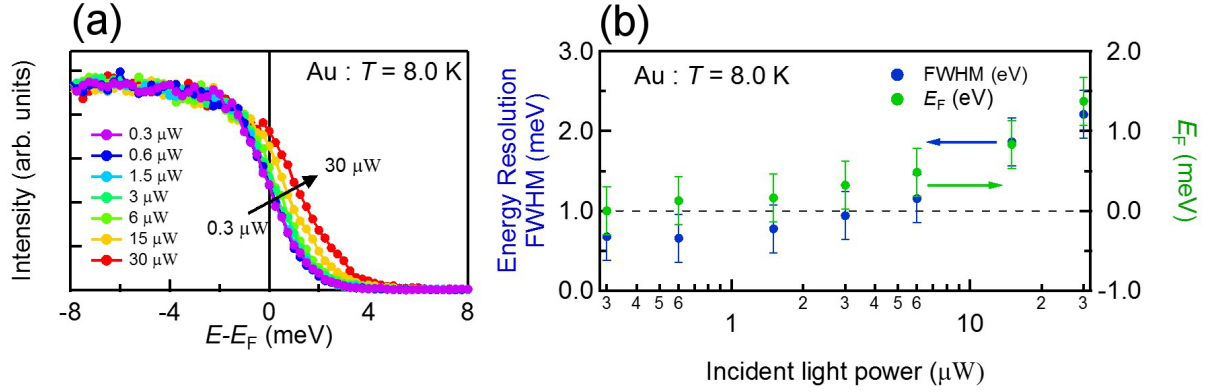 (a)
Intensity (arb. units)
Au : T = 8.0 K
0.3 μW
0.6 μW
1.5 μW
3 μW
6 μW
15 μW
30 μW
30 μW
0.3 μW
-8 -4 0 4 8
E-EF (meV)
(b)
Energy Resolution
FWHM (meV)
3.0
2.0
1.0
0.0
Au : T = 8.0 K
FWHM (eV)
EF (eV)
2.0
1.0
0.0
-1.0
EF
(meV)
3 4 5 6 1 2 3 4 5 6 10 2 3
Incident light power(μW)